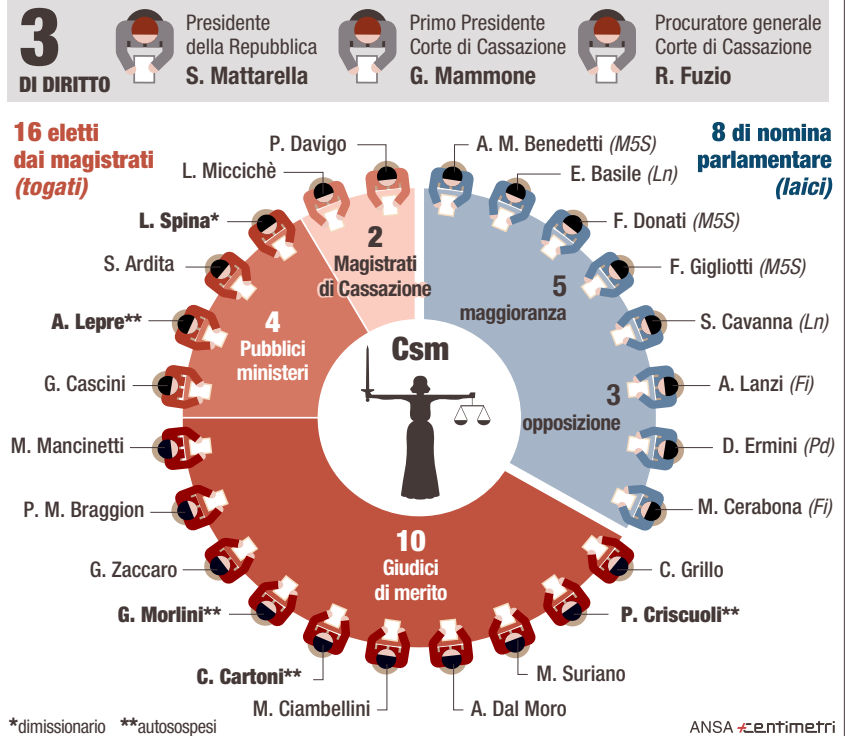 3
DI DIRITTO
Presidente
della Repubblica
S. Mattarella
Primo Presidente
Corte di Cassazione
G. Mammone
Procuratore generale
Corte di Cassazione
R. Fuzio
16 eletti
dai magistrati
(togati)
8 di nomina
parlamentare
(laici)
P. Davigo
L. Miccichè
L. Spina*
S. Ardita
A. Lepre**
G. Cascini
M. Mancinetti
P. M. Braggion
G. Zaccaro
G. Morlini**
C. Cartoni**
M. Ciambellini
A. M. Benedetti (M5S)
E. Basile (Ln)
F. Donati (M5S)
F. Gigliotti (M5S)
S. Cavanna (Ln)
A. Lanzi (Fi)
D. Ermini (Pd)
M. Cerabona (Fi)
C. Grillo
P. Criscuoli**
M. Suriano
A. Dal Moro
2
Magistrati
di Cassazione
4
Pubblici
ministeri
5
maggioranza
3
opposizione
Csm
10
Giudici
di merito
*dimissionario **autosospesi
ANSA centimetri